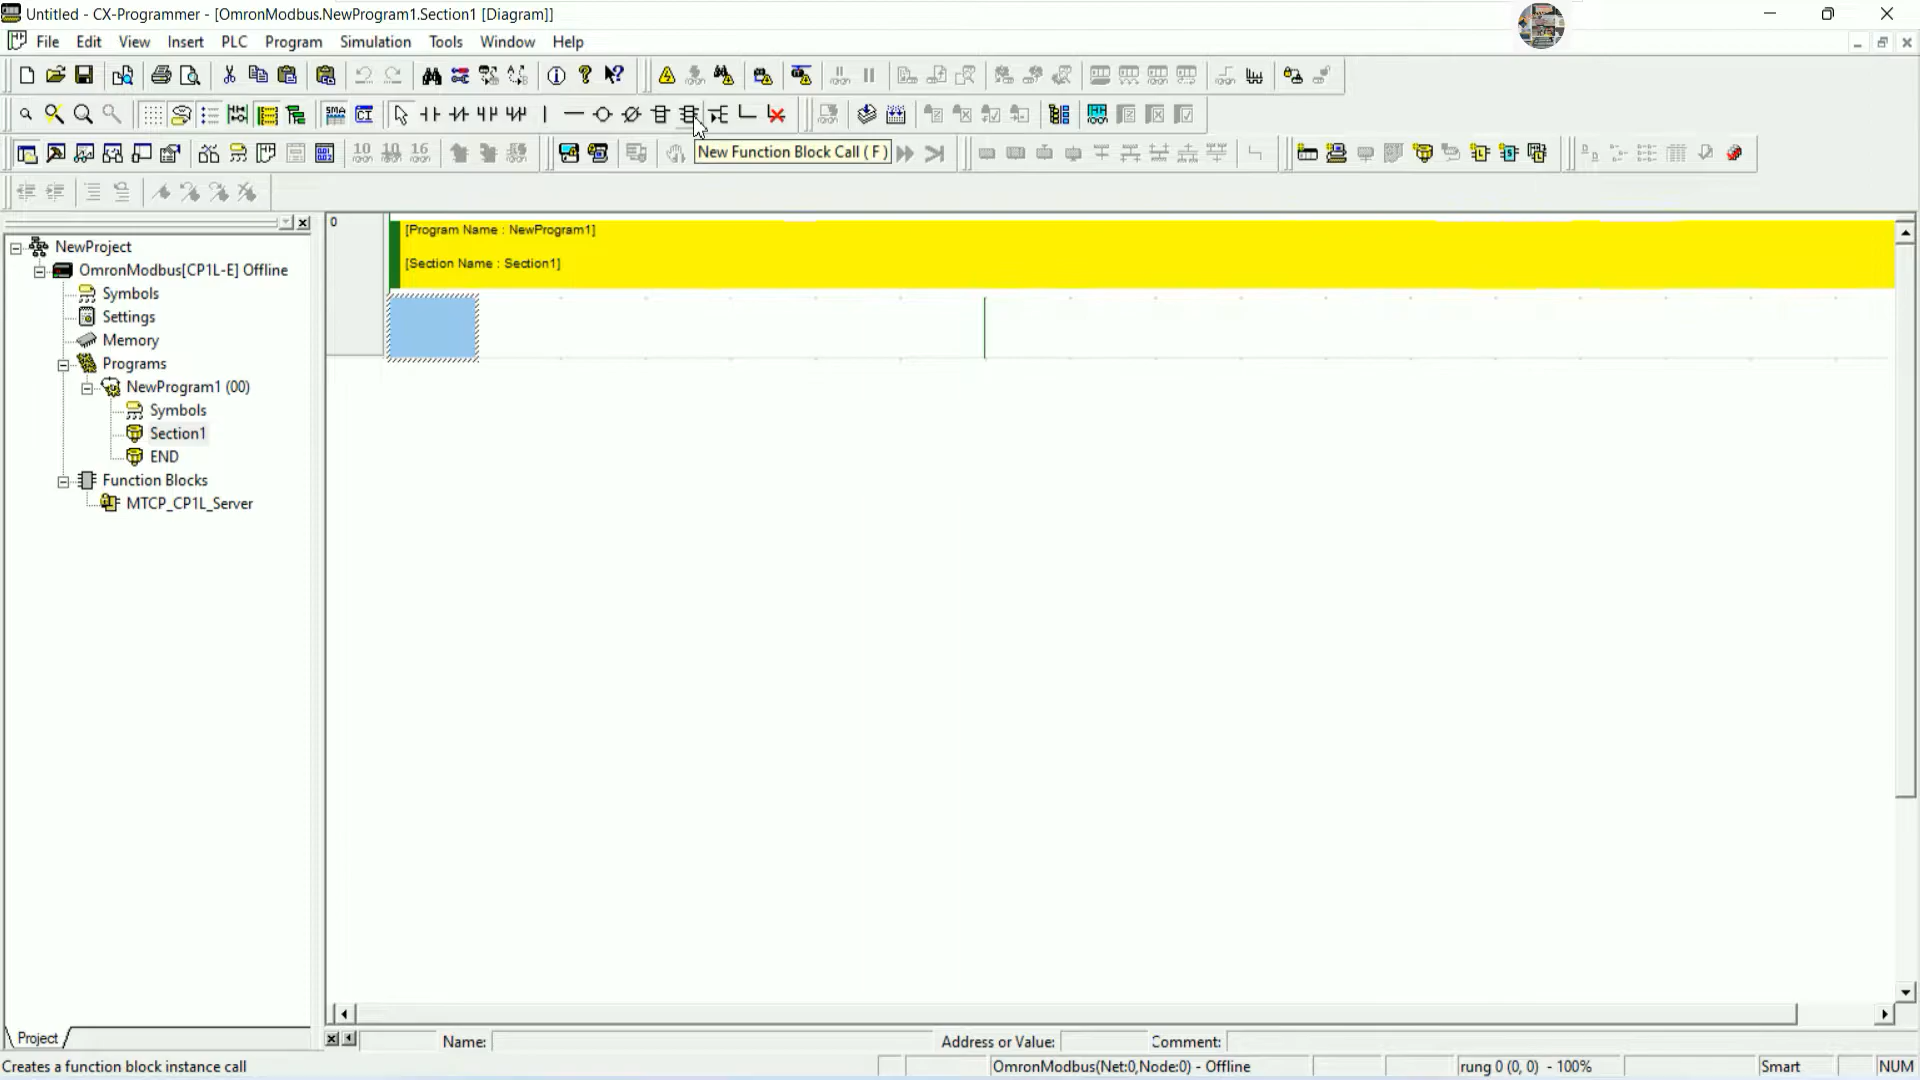 Untitled - CX-Programmer - [OmronModbus.NewProgram1.Section1 [Diagram]]
File Edit View Insert PLC Program Simulation Tools Window Help
New Function Block Call ( F )
NewProject
OmronModbus[CP1L-E] Offline
Symbols
Settings
Memory
Programs
NewProgram1 (00)
Symbols
Section1
END
Function Blocks
MTCP_CP1L_Server
0
[Program Name : NewProgram1]
[Section Name : Section1]
Project
Name: Address or Value: Comment:
Creates a function block instance call OmronModbus(Net:0,Node:0) - Offline rung 0 (0, 0) - 100% Smart NUM